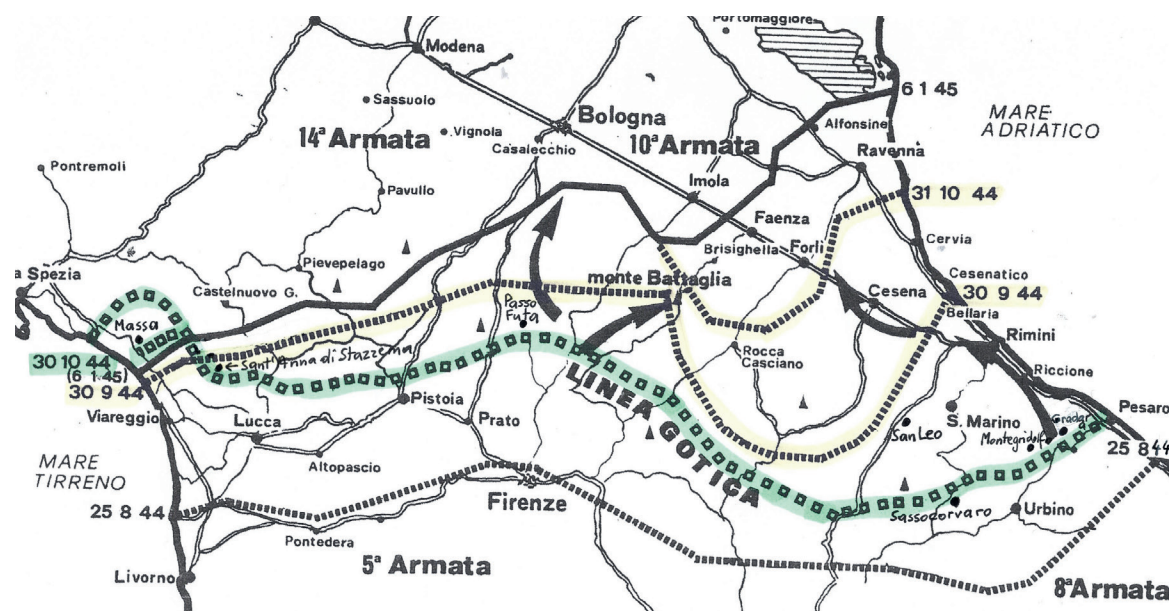 Portomaggiore
Modena
6 1 45
MARE
ADRIATICO
Sassuolo
Bologna
14ª Armata
Vignola
10ª Armata
Alfonsine
Casalecchio
Ravenna
Pontremoli
Pavullo
Imola
31 10 44
Faenza
Cervia
Brisighella
Forli
a Spezia
Pievepelago
monte Battaglia
Cesenatico
Castelnuovo G.
30 9 44
Cesena
Bellaria
Passo
Futa
Massa
Rimini
30 10 44
← Sant'Anna di Stazzema
Rocca
Casciano
(6 1 45)
LINEA GOTICA
Riccione
30 9 44
Pistoia
Pesaro
Viareggio
Lucca
Prato
S. Marino
Gradara
San Leo
Montegridolfo
25 8 44
Altopascio
MARE
TIRRENO
Firenze
Sassocorvaro
Urbino
25 8 44
Pontedera
5ª Armata
Livorno
8ª Armata